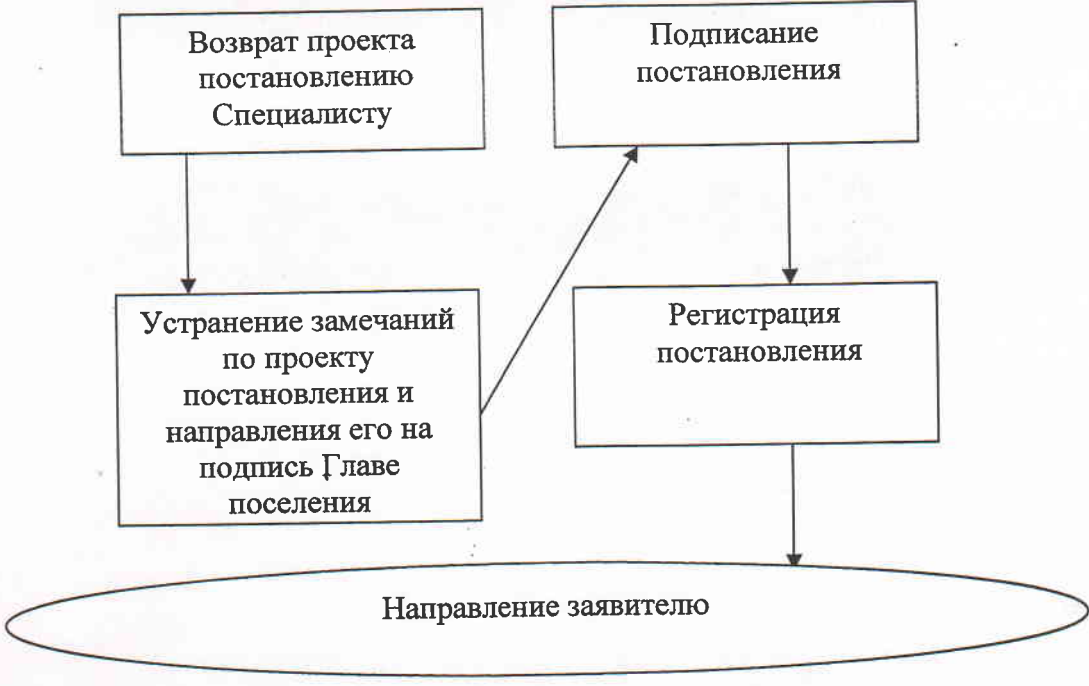 Возврат проекта
постановлению
Специалисту
Подписание
постановления
Устранение замечаний
по проекту
постановления и
направления его на
подпись Главе
поселения
Регистрация
постановления
Направление заявителю